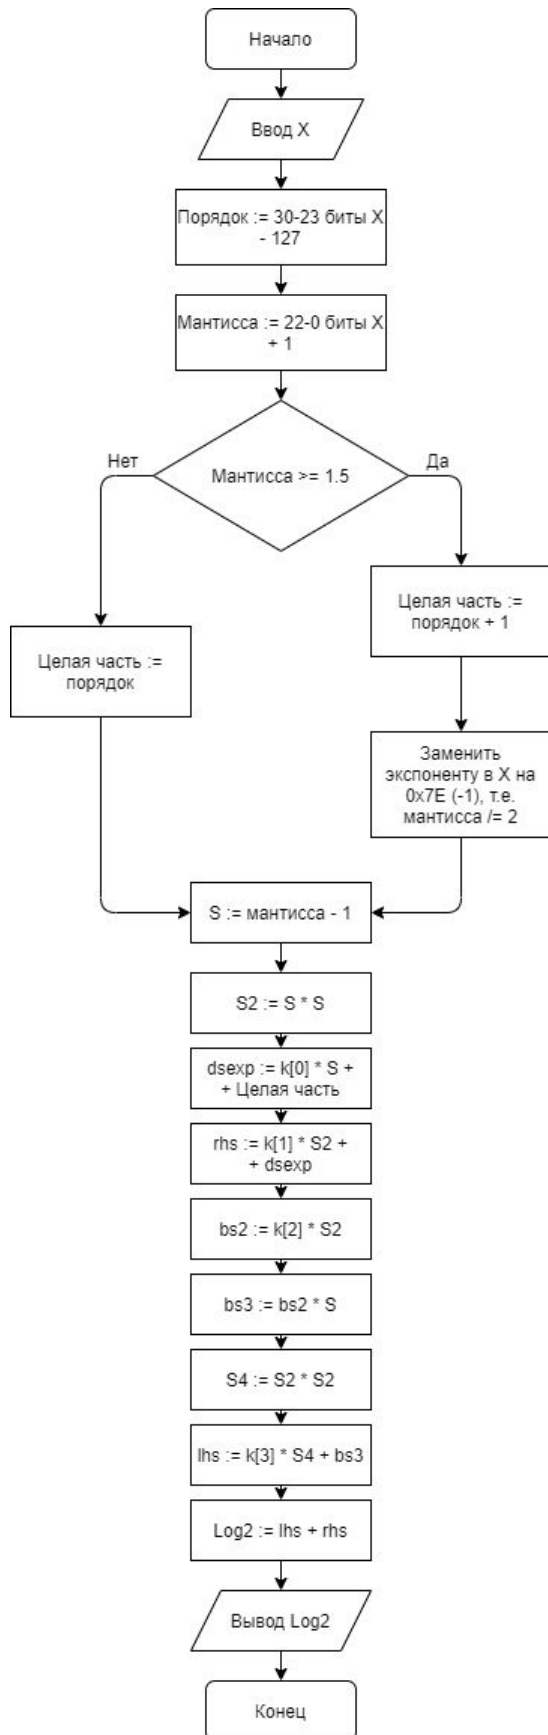 Начало
Ввод X
Порядок := 30-23 биты X
- 127
Мантисса := 22-0 биты X
+ 1
Мантисса >= 1.5
Нет
Да
Целая часть :=
порядок
Целая часть :=
порядок + 1
Заменить
экспоненту в X на
0x7E (-1), т.е.
мантисса /= 2
S := мантисса - 1
S2 := S * S
dsexp := k[0] * S +
+ Целая часть
rhs := k[1] * S2 +
+ dsexp
bs2 := k[2] * S2
bs3 := bs2 * S
S4 := S2 * S2
lhs := k[3] * S4 + bs3
Log2 := lhs + rhs
Вывод Log2
Конец